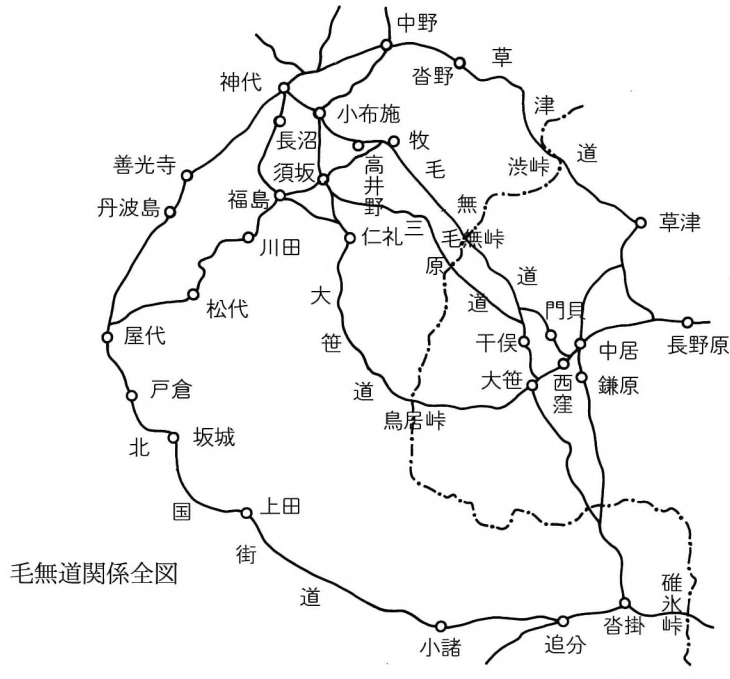 中野
沓野
草津道
神代
小布施
長沼
牧
高井野
渋峠
善光寺
須坂
毛無道
福島
丹波島
三原道
毛無峠
草津
川田
仁礼
松代
大笹道
門貝
屋代
干俣
中居
長野原
大笹
西窪
鎌原
戸倉
鳥居峠
北国街道
坂城
上田
毛無道関係全図
碓氷峠
小諸
追分
沓掛